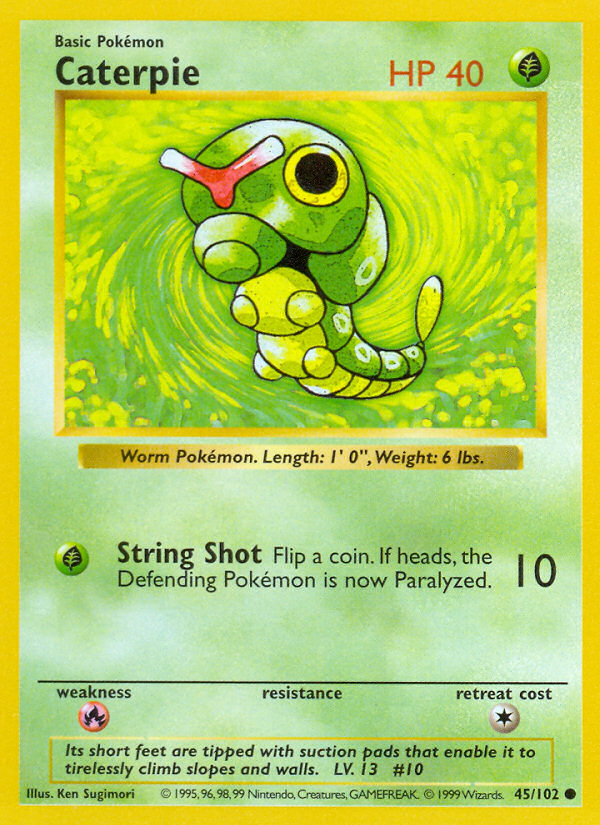 Basic Pokémon
Caterpie HP 40
Worm Pokémon. Length: 1' 0", Weight: 6 lbs.
String Shot Flip a coin. If heads, the
Defending Pokémon is now Paralyzed. 10
weakness resistance retreat cost
Its short feet are tipped with suction pads that enable it to
tirelessly climb slopes and walls. LV. 13 #10
Illus. Ken Sugimori © 1995, 96, 98, 99 Nintendo, Creatures, GAMEFREAK. © 1999 Wizards. 45/102